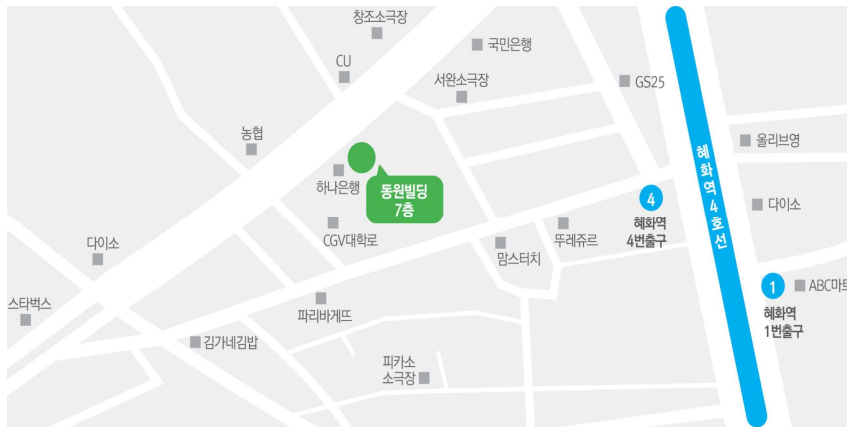 창조소극장
국민은행
CU
서완소극장
GS25
농협
올리브영
하나은행
동원빌딩
7층
혜화역4호선
4
혜화역
4번출구
다이소
CGV대학로
뚜레쥬르
맘스터치
다이소
1
ABC마트
혜화역
1번출구
스타벅스
파리바게뜨
김가네김밥
피카소
소극장